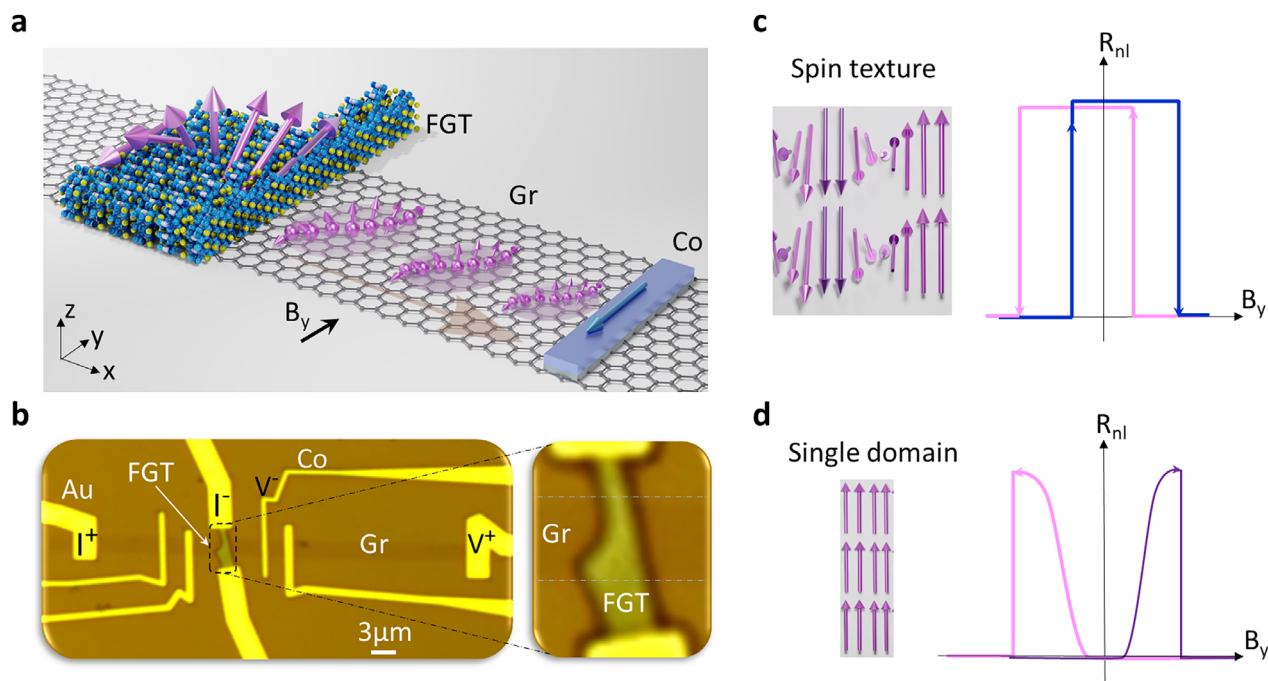 a
FGT
Gr
Co
By
z
y
x
b
FGT
Co
Au
V-
I-
I+
Gr
V+
3μm
Gr
FGT
c
Rnl
Spin texture
By
d
Rnl
Single domain
By